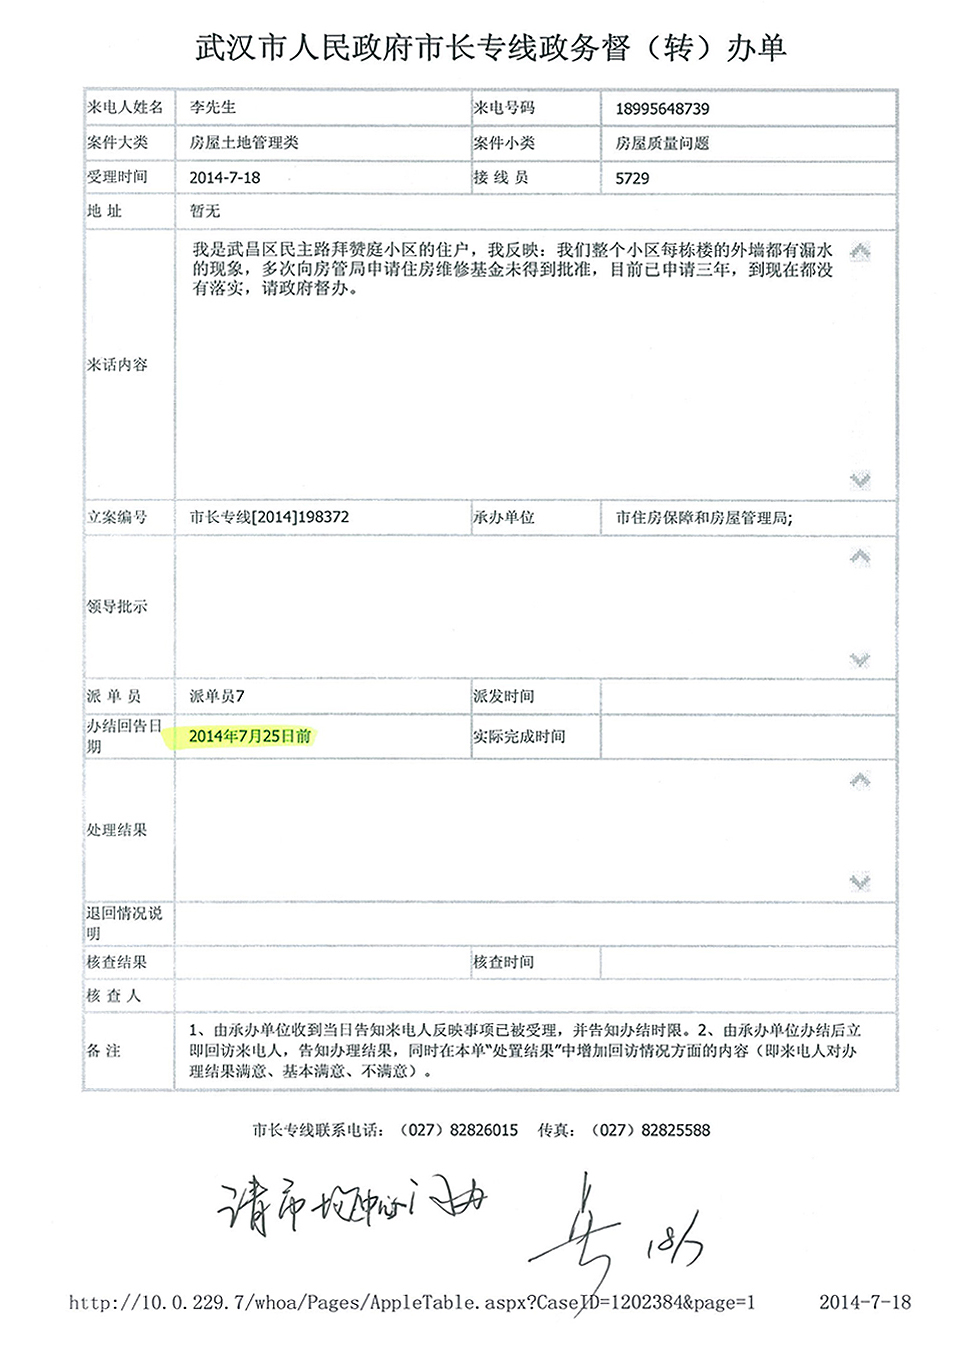 武汉市人民政府市长专线政务督（转）办单
来电人姓名 李先生 来电号码 18995648739
案件大类 房屋土地管理类 案件小类 房屋质量问题
受理时间 2014-7-18 接 线 员 5729
地 址 暂无
我是武昌区民主路拜赞庭小区的住户，我反映：我们整个小区每栋楼的外墙都有漏水
的现象，多次向房管局申请住房维修基金未得到批准，目前已申请三年，到现在都没
有落实，请政府督办。
来话内容
立案编号 市长专线[2014]198372 承办单位 市住房保障和房屋管理局;
领导批示
派 单 员 派单员7 派发时间
办结回告日
期 2014年7月25日前 实际完成时间
处理结果
退回情况说
明
核查结果 核查时间
核 查 人
1、由承办单位收到当日告知来电人反映事项已被受理，并告知办结时限。2、由承办单位办结后立
备 注 即回访来电人，告知办理结果，同时在本单“处置结果”中增加回访情况方面的内容（即来电人对办
理结果满意、基本满意、不满意）。
市长专线联系电话：（027）82826015 传真：（027）82825588
请市 中心
18/7
http://10.0.229.7/whoa/Pages/AppleTable.aspx?CaseID=1202384&page=1 2014-7-18